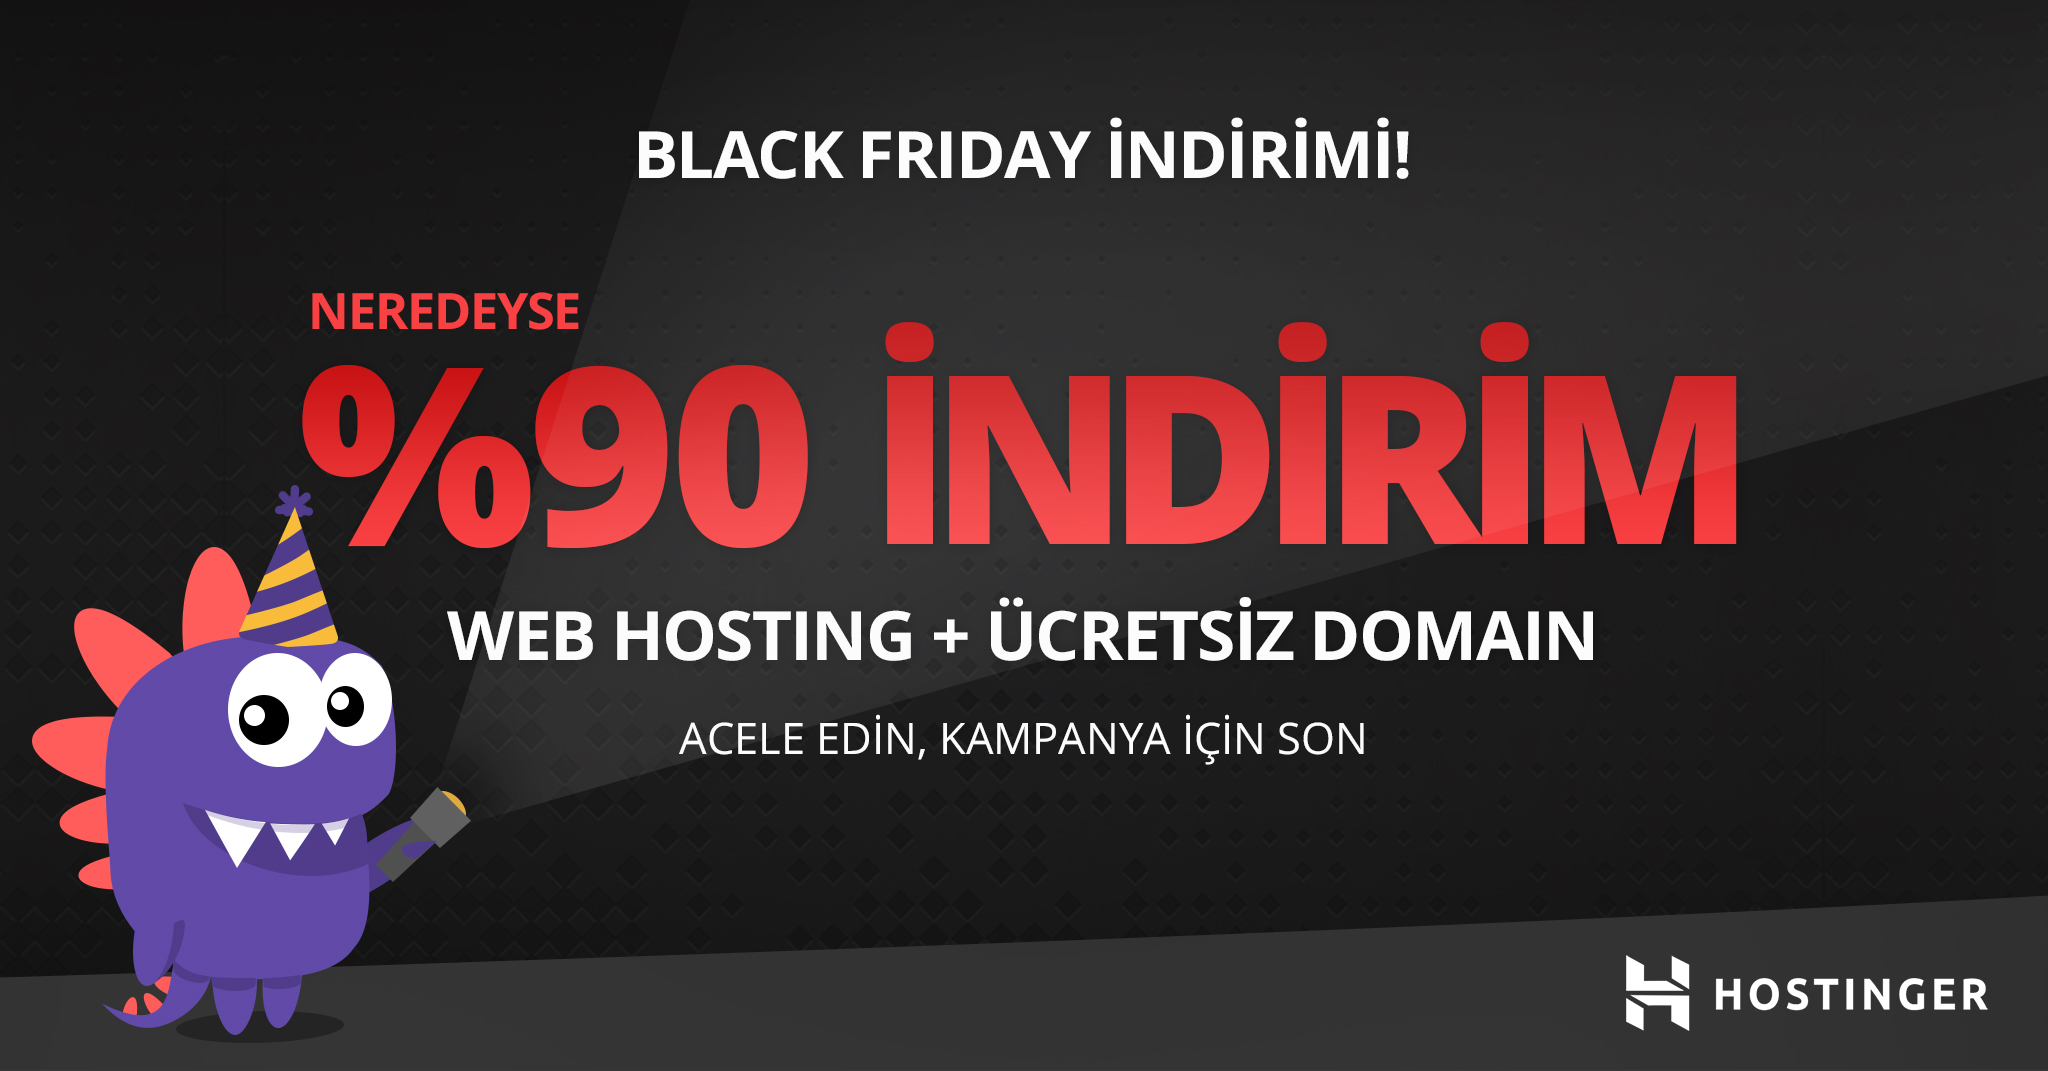 BLACK FRIDAY İNDİRİMİ!
NEREDEYSE
%90 İNDİRİM
WEB HOSTING + ÜCRETSİZ DOMAIN
ACELE EDİN, KAMPANYA İÇİN SON
HOSTINGER